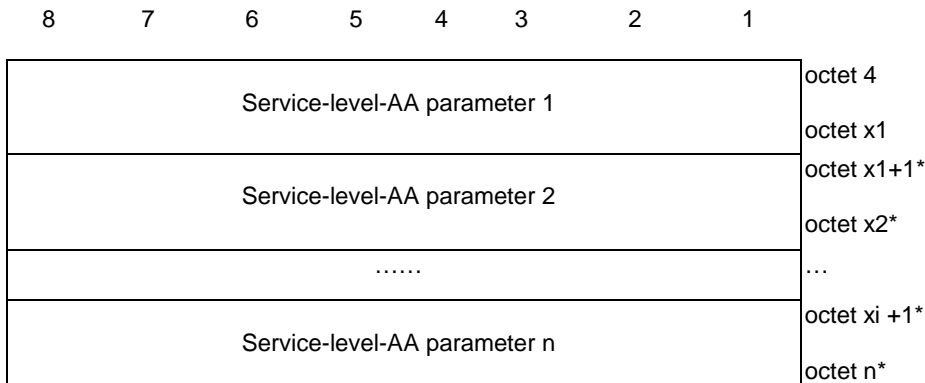 8 7 6 5 4 3 2 1
octet 4
Service-level-AA parameter 1
octet x1
octet x1+1*
Service-level-AA parameter 2
octet x2*
…… …
octet xi +1*
Service-level-AA parameter n
octet n*